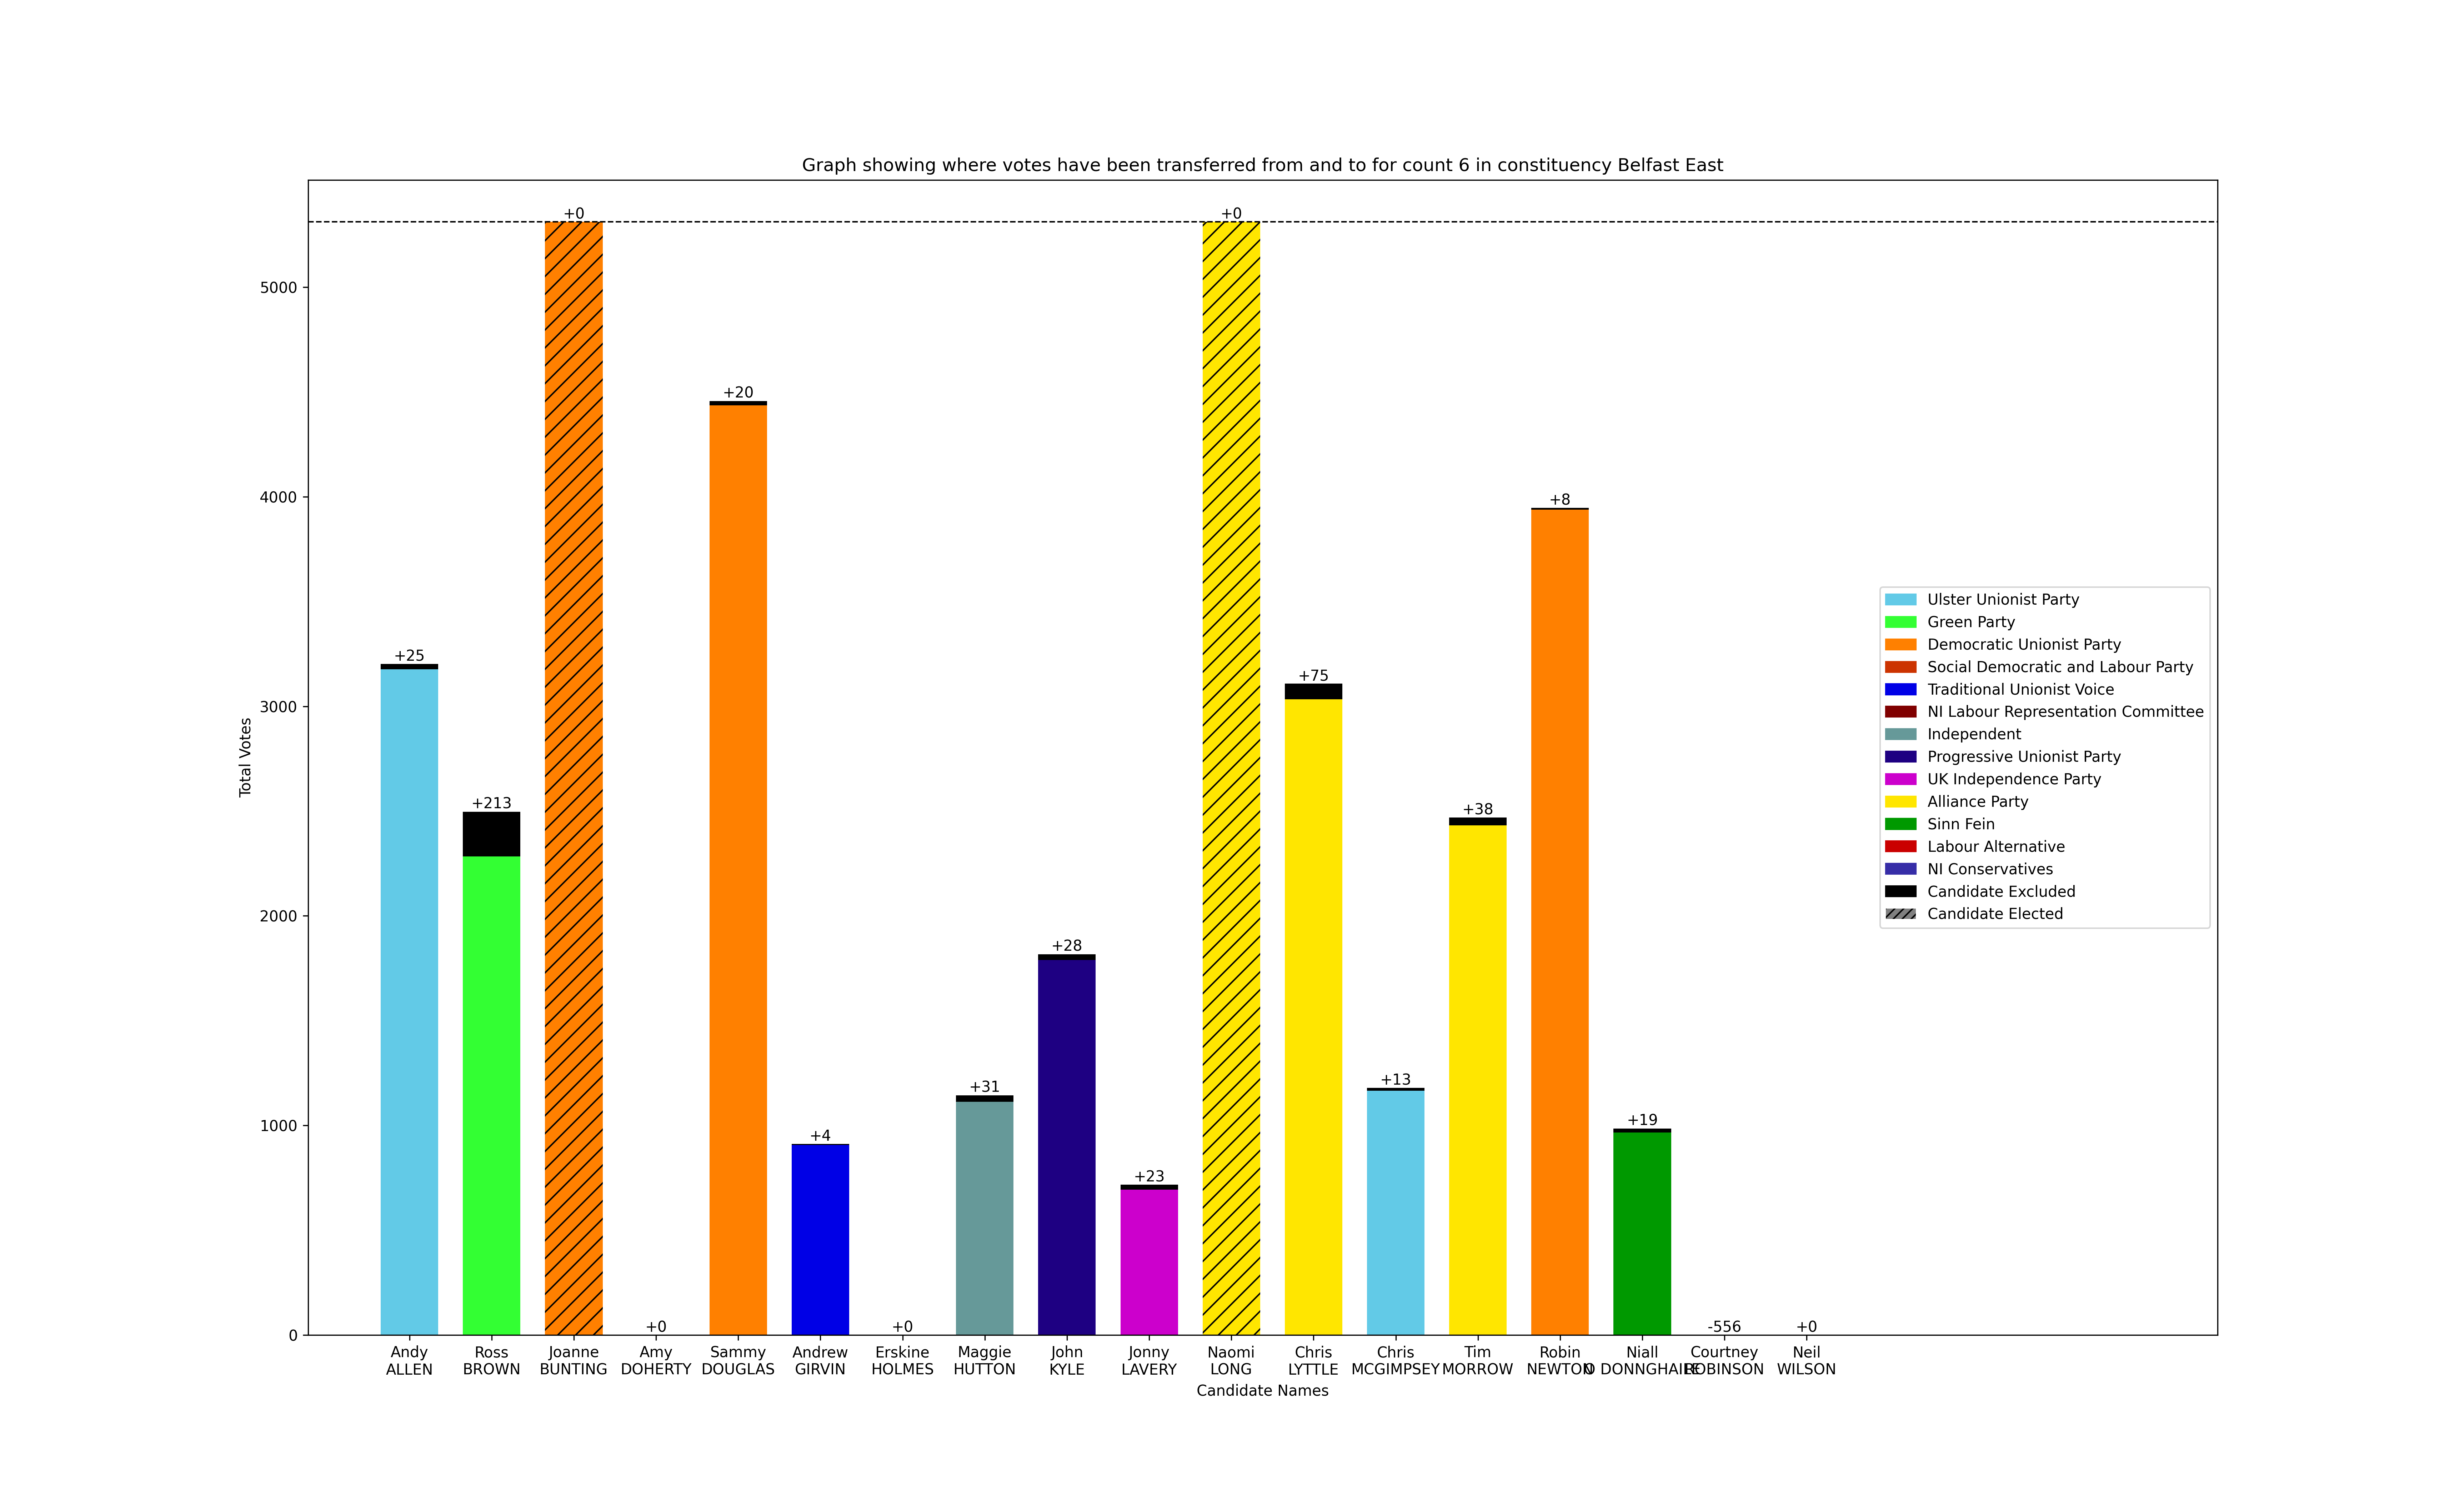 Graph showing where votes have been transferred from and to for count 6 in constituency Belfast East
Total Votes
5000
4000
3000
2000
1000
0
+25
+213
+0
+0
+20
+4
+0
+31
+28
+23
+0
+75
+13
+38
+8
+19
-556
+0
Andy
ALLEN
Ross
BROWN
Joanne
BUNTING
Amy
DOHERTY
Sammy
DOUGLAS
Andrew
GIRVIN
Erskine
HOLMES
Maggie
HUTTON
John
KYLE
Jonny
LAVERY
Naomi
LONG
Chris
LYTTLE
Chris
MCGIMPSEY
Tim
MORROW
Robin
NEWTON
Niall
O DONNGHAILE
Courtney
ROBINSON
Neil
WILSON
Candidate Names
Ulster Unionist Party
Green Party
Democratic Unionist Party
Social Democratic and Labour Party
Traditional Unionist Voice
NI Labour Representation Committee
Independent
Progressive Unionist Party
UK Independence Party
Alliance Party
Sinn Fein
Labour Alternative
NI Conservatives
Candidate Excluded
Candidate Elected